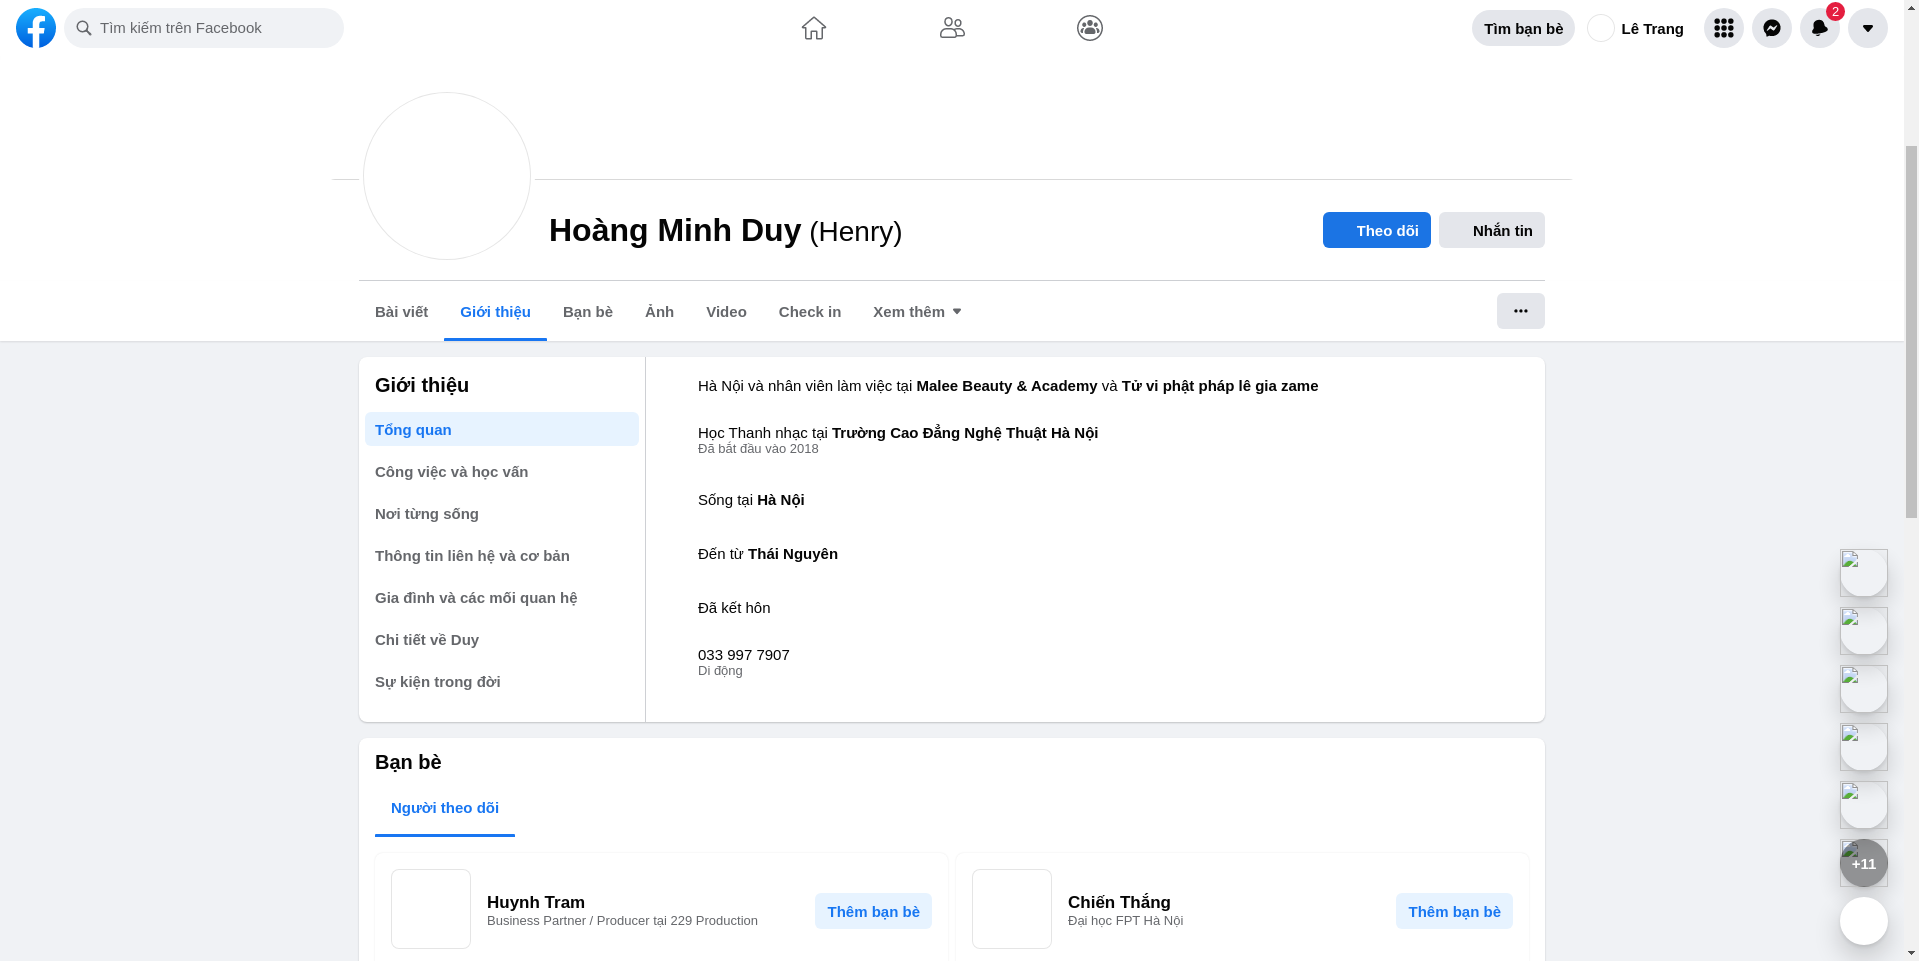 Tìm kiếm trên Facebook
Tìm bạn bè
Lê Trang
2
Hoàng Minh Duy (Henry)
Theo dõi
Nhắn tin
Bài viết
Giới thiệu
Bạn bè
Ảnh
Video
Check in
Xem thêm
Giới thiệu
Tổng quan
Công việc và học vấn
Nơi từng sống
Thông tin liên hệ và cơ bản
Gia đình và các mối quan hệ
Chi tiết về Duy
Sự kiện trong đời
Hà Nội và nhân viên làm việc tại Malee Beauty & Academy và Tử vi phật pháp lê gia zame
Học Thanh nhạc tại Trường Cao Đẳng Nghệ Thuật Hà Nội
Đã bắt đầu vào 2018
Sống tại Hà Nội
Đến từ Thái Nguyên
Đã kết hôn
033 997 7907
Di động
Bạn bè
Người theo dõi
Huynh Tram
Business Partner / Producer tại 229 Production
Thêm bạn bè
Chiến Thắng
Đại học FPT Hà Nội
Thêm bạn bè
+11